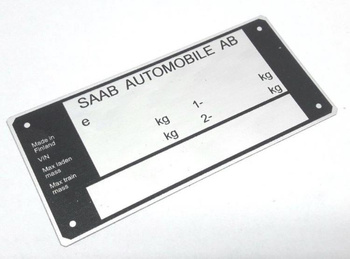 SAAB AUTOMOBILE AB
e
kg 1- kg
kg 2- kg
Made in
Finland
VIN
Max laden
mass
Max train
mass